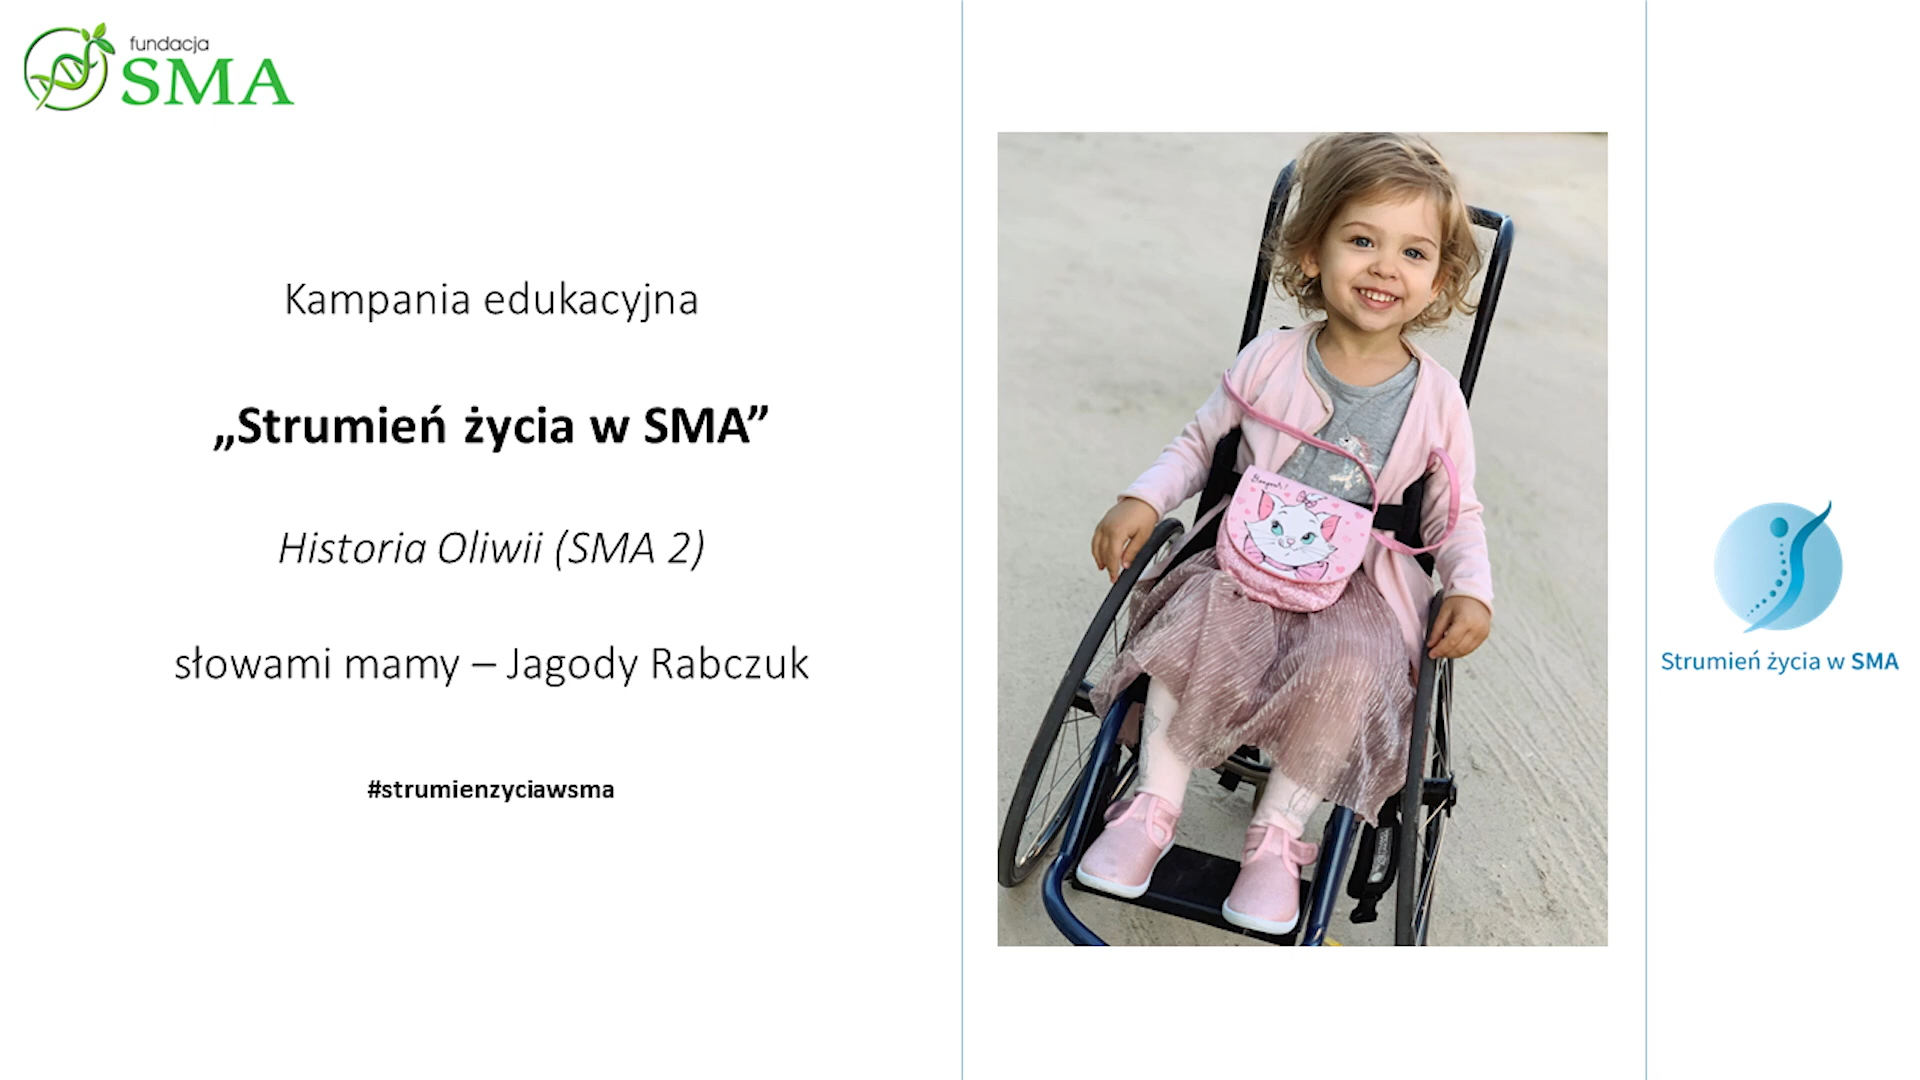 fundacja
SMA
Kampania edukacyjna
„Strumień życia w SMA”
Historia Oliwii (SMA 2)
słowami mamy – Jagody Rabczuk
#strumienzyciawsma
Bonjour!
Strumień życia w SMA